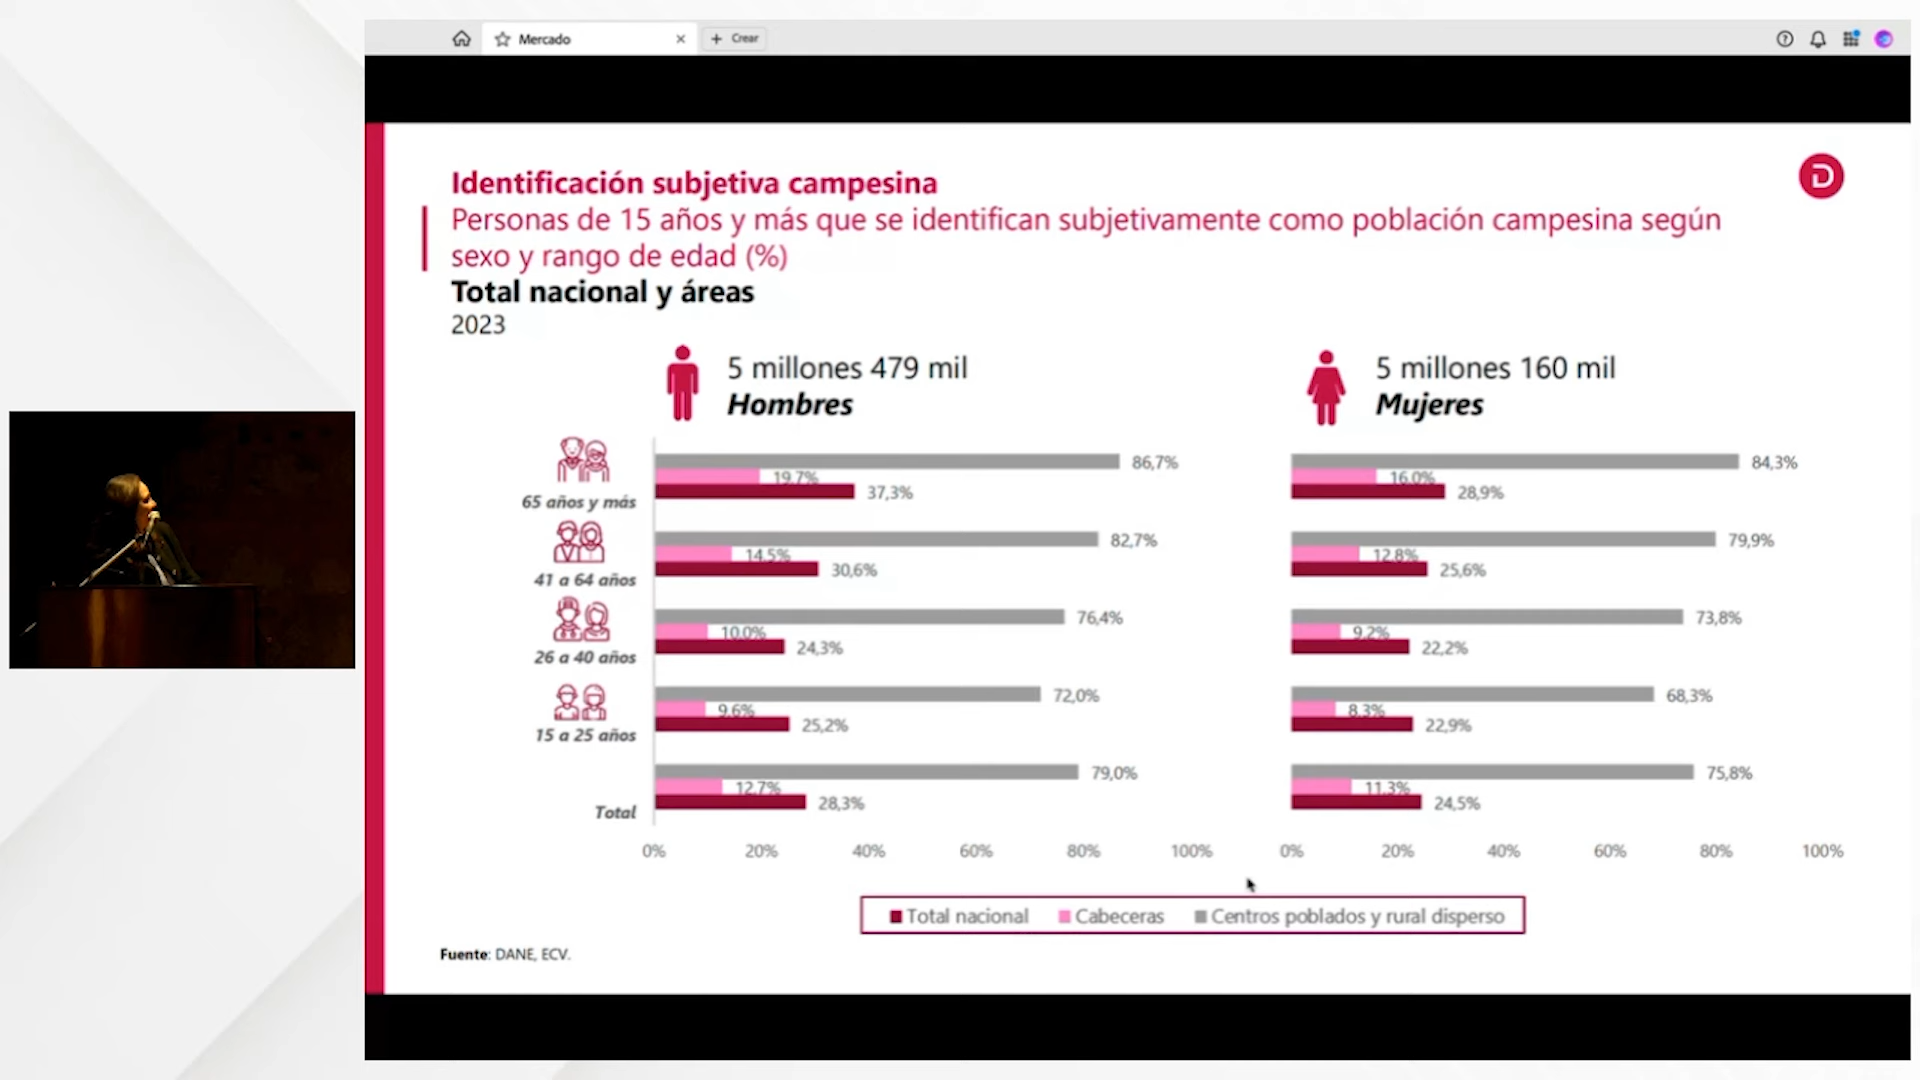 Mercado
Crear
Identificación subjetiva campesina
Personas de 15 años y más que se identifican subjetivamente como población campesina según
sexo y rango de edad (%)
Total nacional y áreas
2023
5 millones 479 mil
Hombres
5 millones 160 mil
Mujeres
65 años y más
86,7%
19,7%
37,3%
84,3%
16,0%
28,9%
41 a 64 años
82,7%
14,5%
30,6%
79,9%
12,8%
25,6%
26 a 40 años
76,4%
10,0%
24,3%
73,8%
9,2%
22,2%
15 a 25 años
72,0%
9,6%
25,2%
68,3%
8,3%
22,9%
Total
79,0%
12,7%
28,3%
75,8%
11,3%
24,5%
0% 20% 40% 60% 80% 100%
0% 20% 40% 60% 80% 100%
Total nacional Cabeceras Centros poblados y rural disperso
Fuente: DANE, ECV.